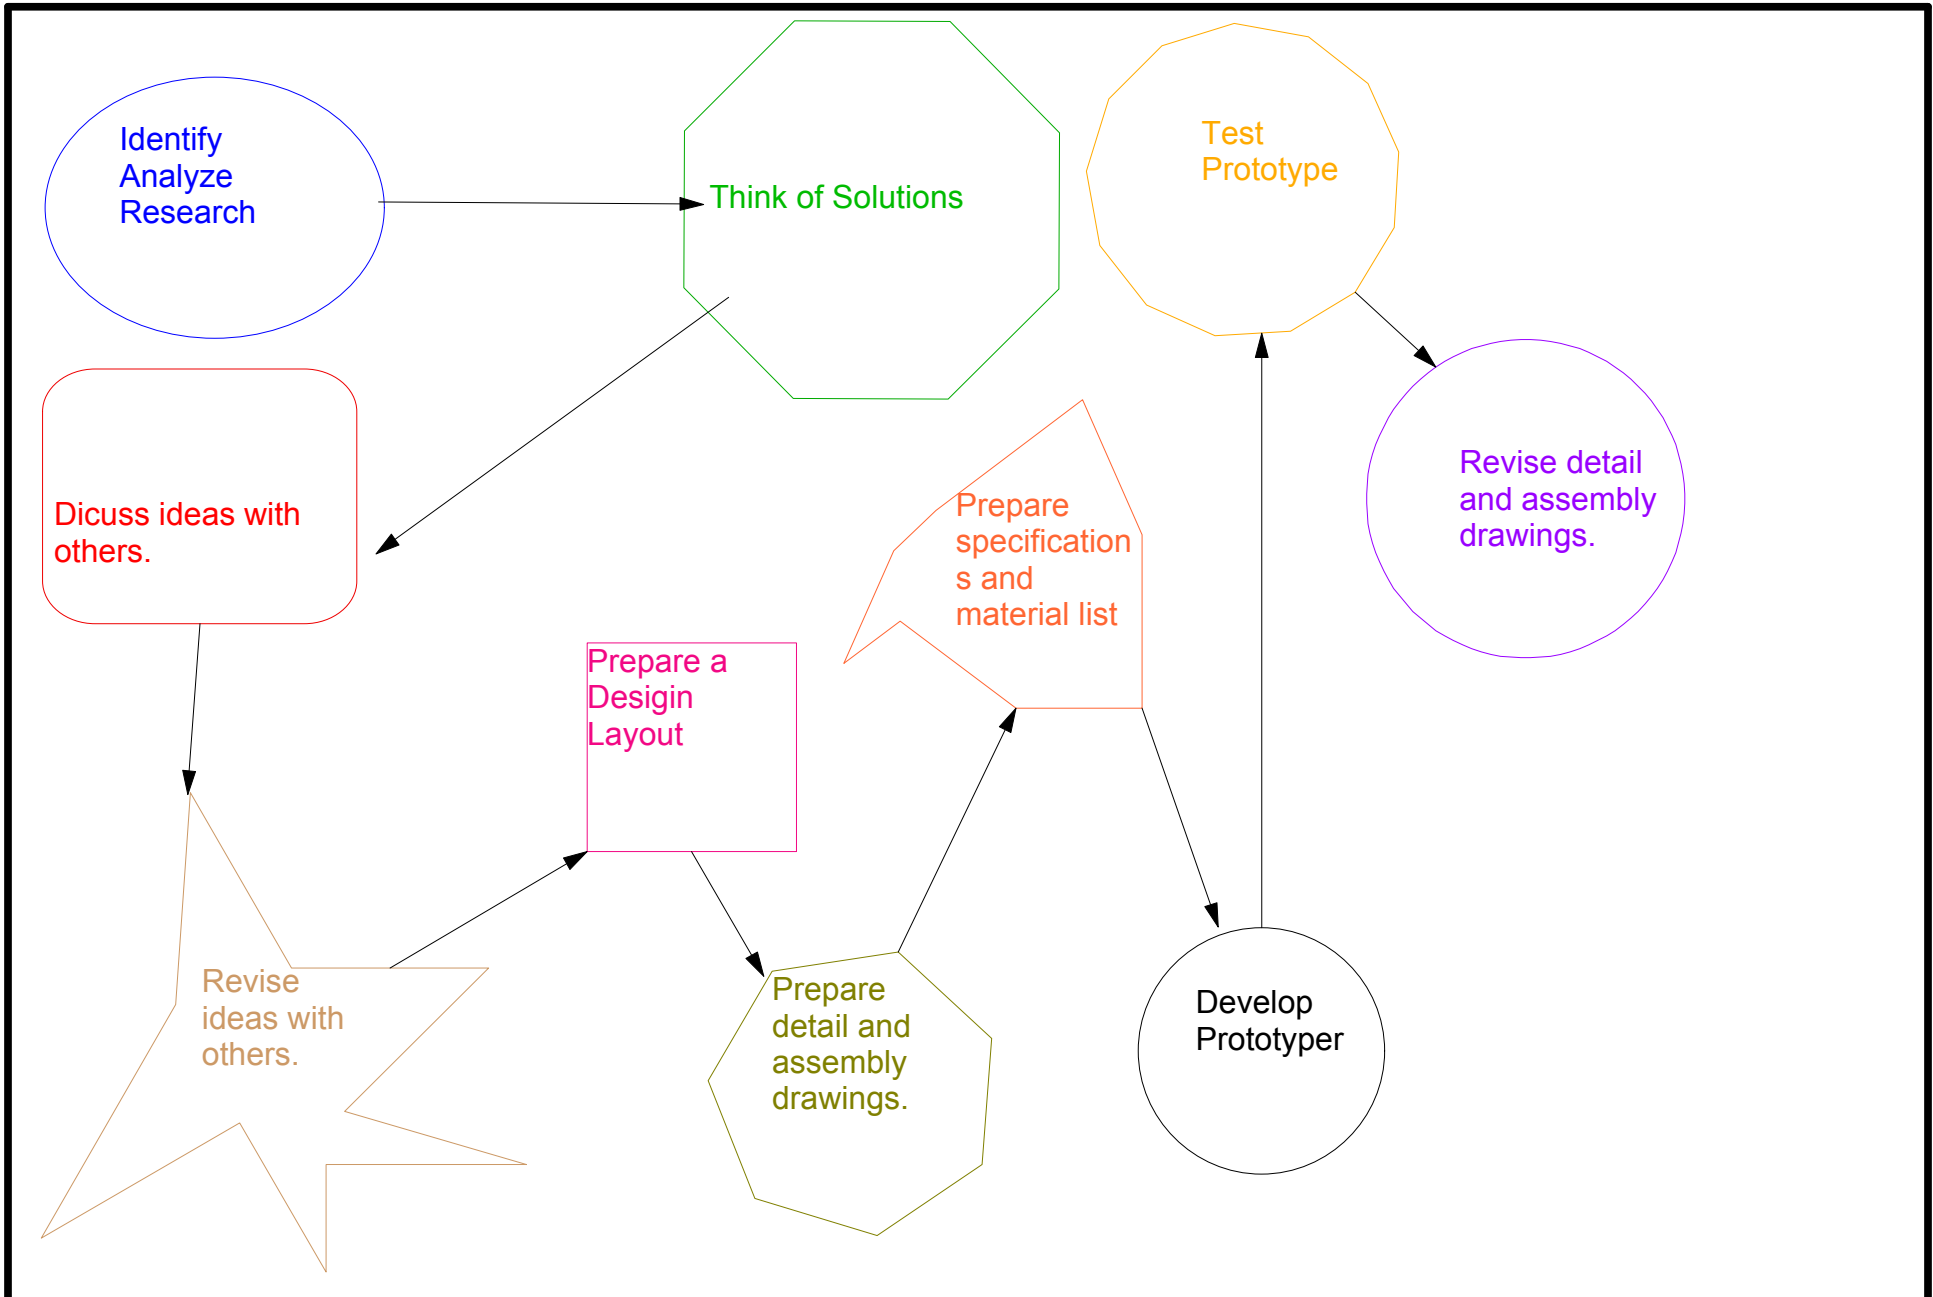 Identify
Analyze
Research
Think of Solutions
Dicuss ideas with
others.
Revise
ideas with
others.
Prepare a
Desigin
Layout
Prepare
detail and
assembly
drawings.
Prepare
specification
s and
material list
Develop
Prototyper
Test
Prototype
Revise detail
and assembly
drawings.